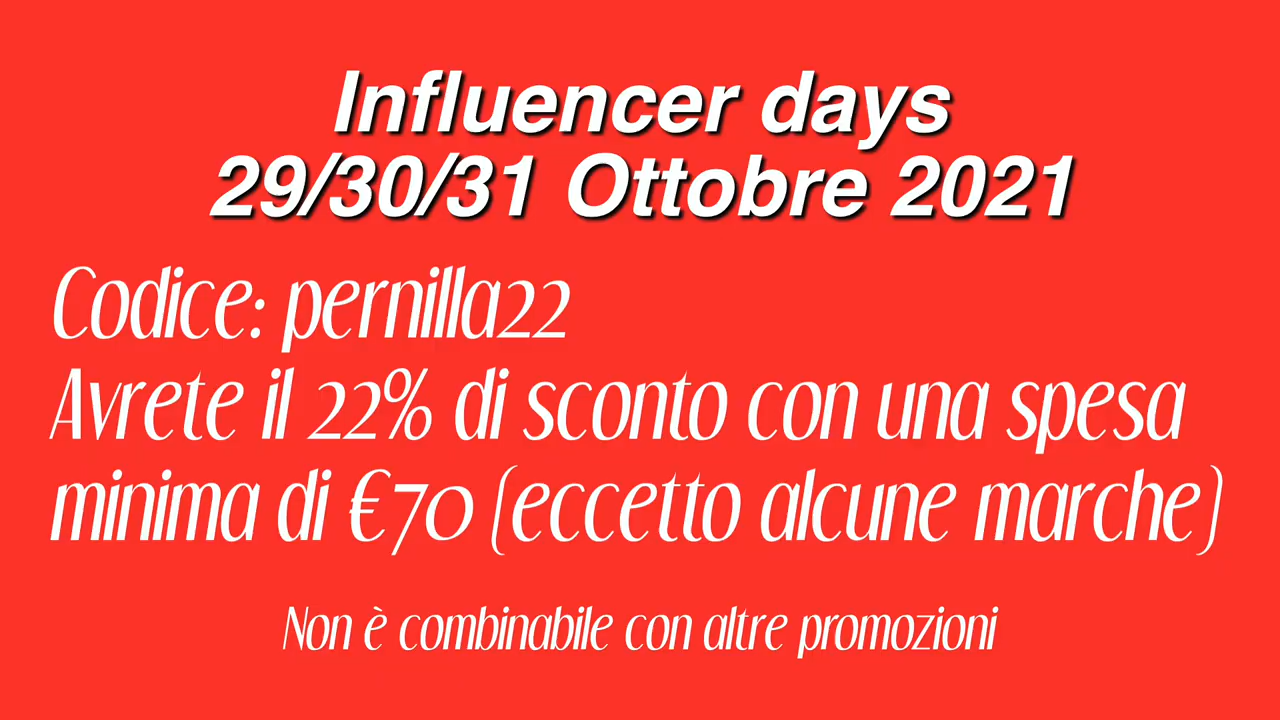 Influencer days
29/30/31 Ottobre 2021
Codice: pernilla22
Avrete il 22% di sconto con una spesa
minima di €70 (eccetto alcune marche)
Non è combinabile con altre promozioni